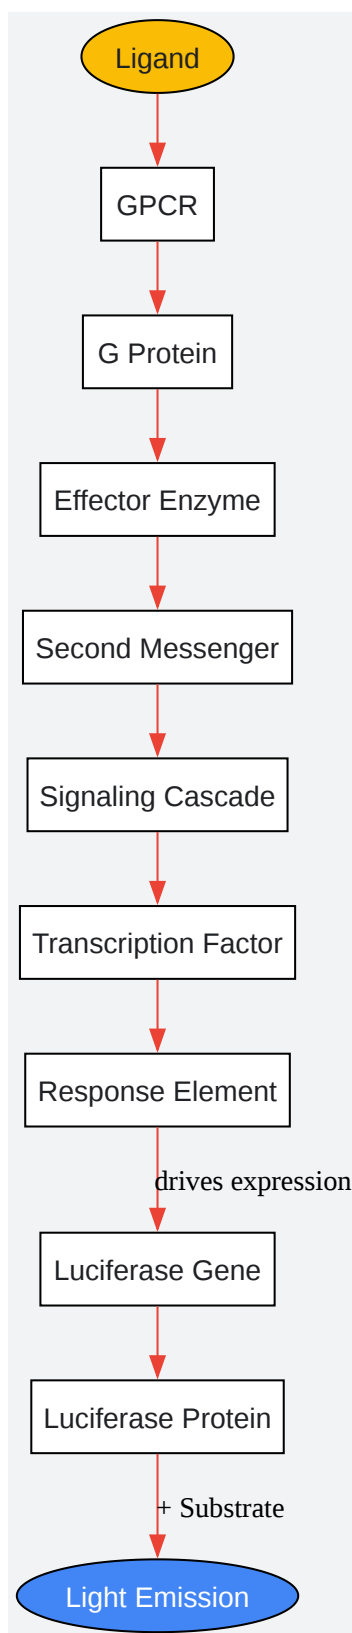 Ligand
GPCR
G Protein
Effector Enzyme
Second Messenger
Signaling Cascade
Transcription Factor
Response Element
drives expression
Luciferase Gene
Luciferase Protein
+ Substrate
Light Emission